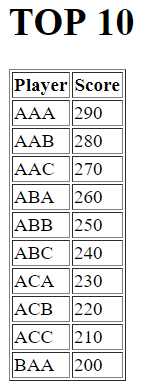 TOP 10
Player Score
AAA 290
AAB 280
AAC 270
ABA 260
ABB 250
ABC 240
ACA 230
ACB 220
ACC 210
BAA 200